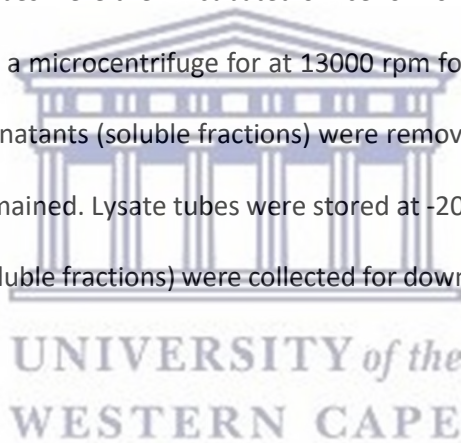 a microcentrifuge for at 13000 rpm fo
natants (soluble fractions) were remov
mained. Lysate tubes were stored at -20
luble fractions) were collected for dow
UNIVERSITY of the
WESTERN CAPE